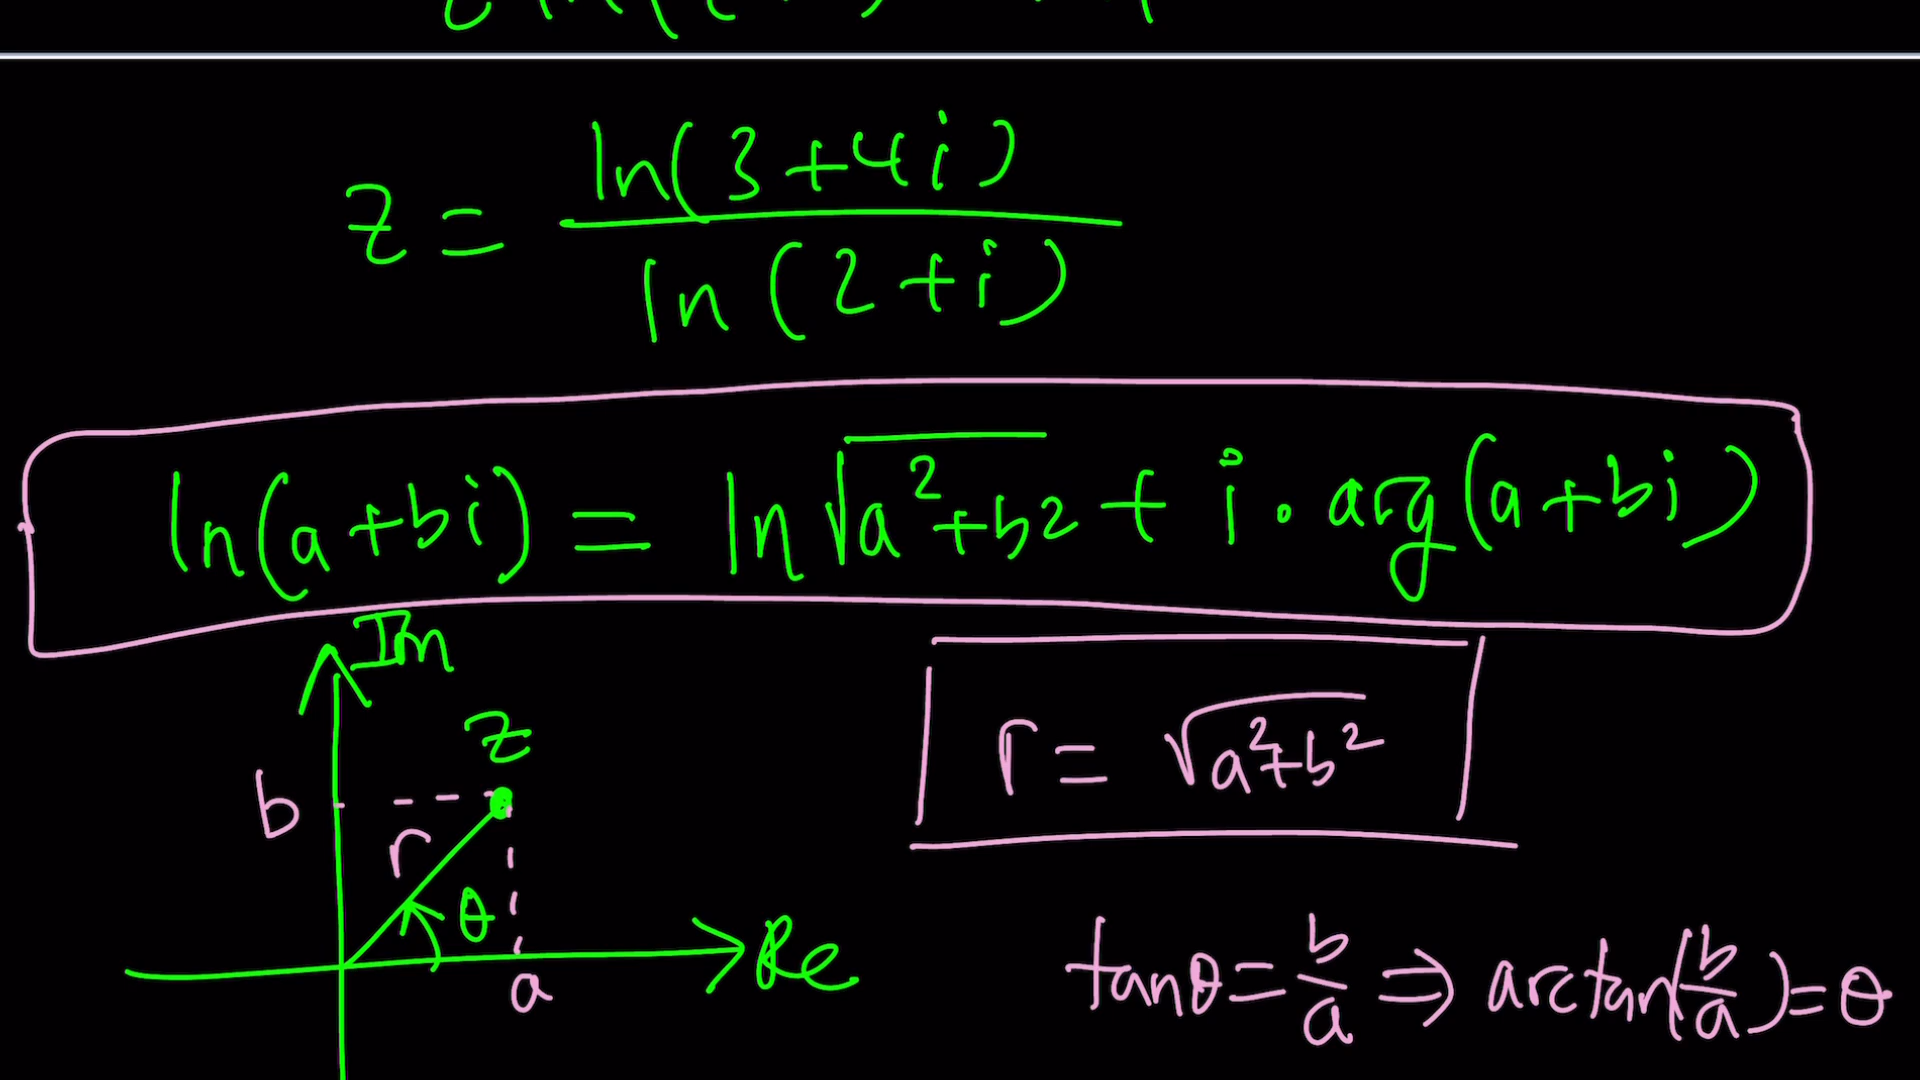 z = ln(3+4i) / ln(2+i)
ln(a+bi) = ln√(a²+b²) + i · arg(a+bi)
Im
z
r = √(a²+b²)
b
r
θ
Re
a
tanθ = b/a ⇒ arctan(b/a) = θ